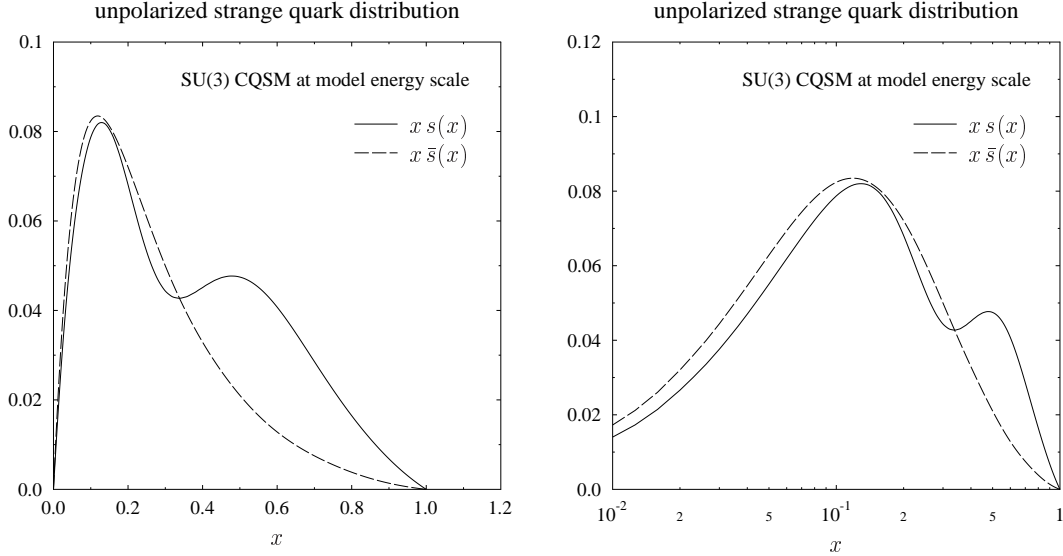 unpolarized strange quark distribution
SU(3) CQSM at model energy scale
x s(x)
x s̅(x)
0.1
0.08
0.06
0.04
0.02
0.0
0.0 0.2 0.4 0.6 0.8 1.0 1.2
x
unpolarized strange quark distribution
SU(3) CQSM at model energy scale
x s(x)
x s̅(x)
0.12
0.1
0.08
0.06
0.04
0.02
0.0
10⁻² 2 5 10⁻¹ 2 5 1
x